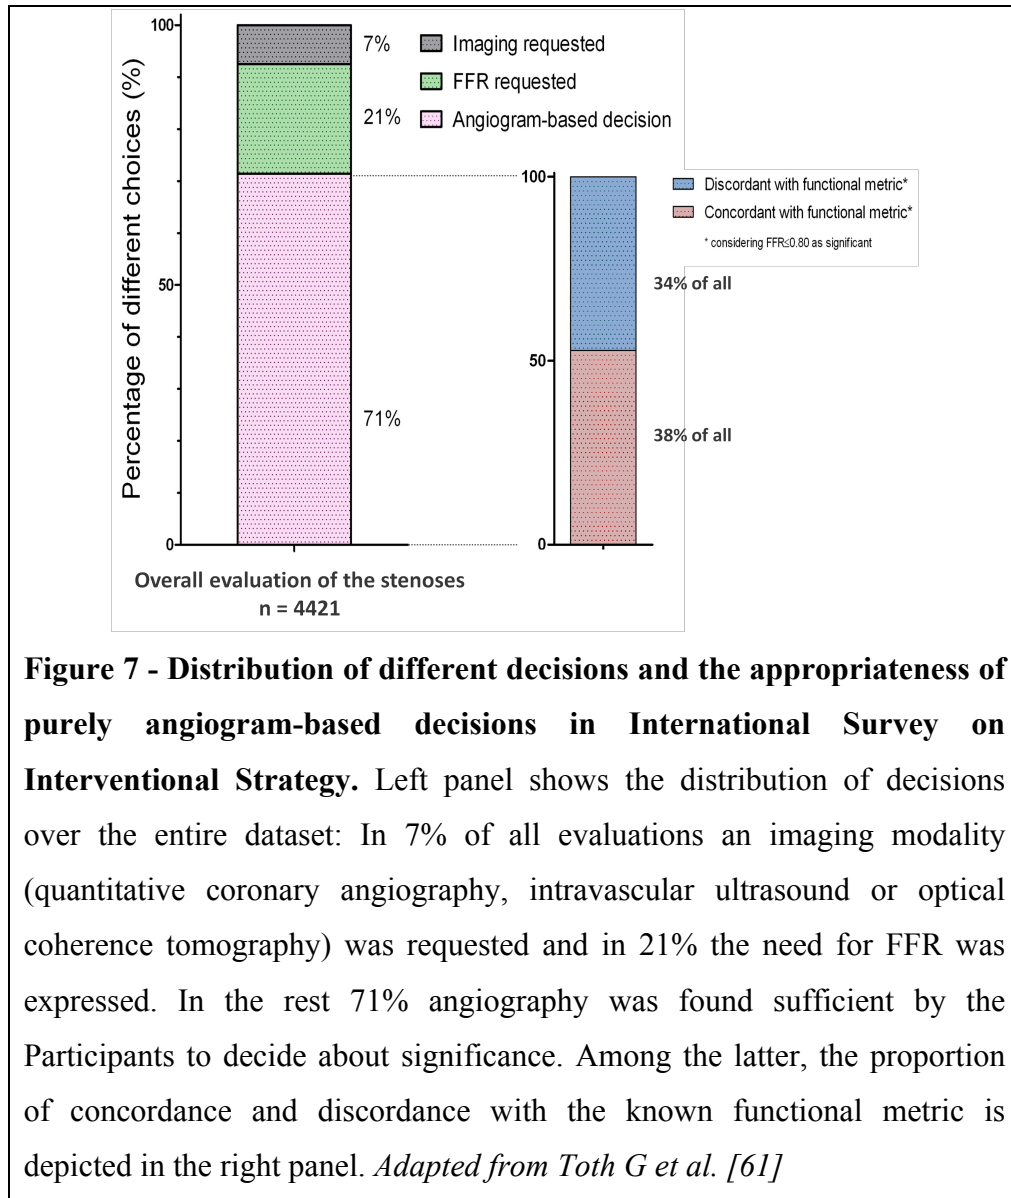 100
Percentage of different choices (%)
50
0
7%
21%
71%
Imaging requested
FFR requested
Angiogram-based decision
100
50
0
Discordant with functional metric*
Concordant with functional metric*
* considering FFR≤0.80 as significant
34% of all
38% of all
Overall evaluation of the stenoses
n = 4421
Figure 7 - Distribution of different decisions and the appropriateness of
purely angiogram-based decisions in International Survey on
Interventional Strategy. Left panel shows the distribution of decisions
over the entire dataset: In 7% of all evaluations an imaging modality
(quantitative coronary angiography, intravascular ultrasound or optical
coherence tomography) was requested and in 21% the need for FFR was
expressed. In the rest 71% angiography was found sufficient by the
Participants to decide about significance. Among the latter, the proportion
of concordance and discordance with the known functional metric is
depicted in the right panel. Adapted from Toth G et al. [61]